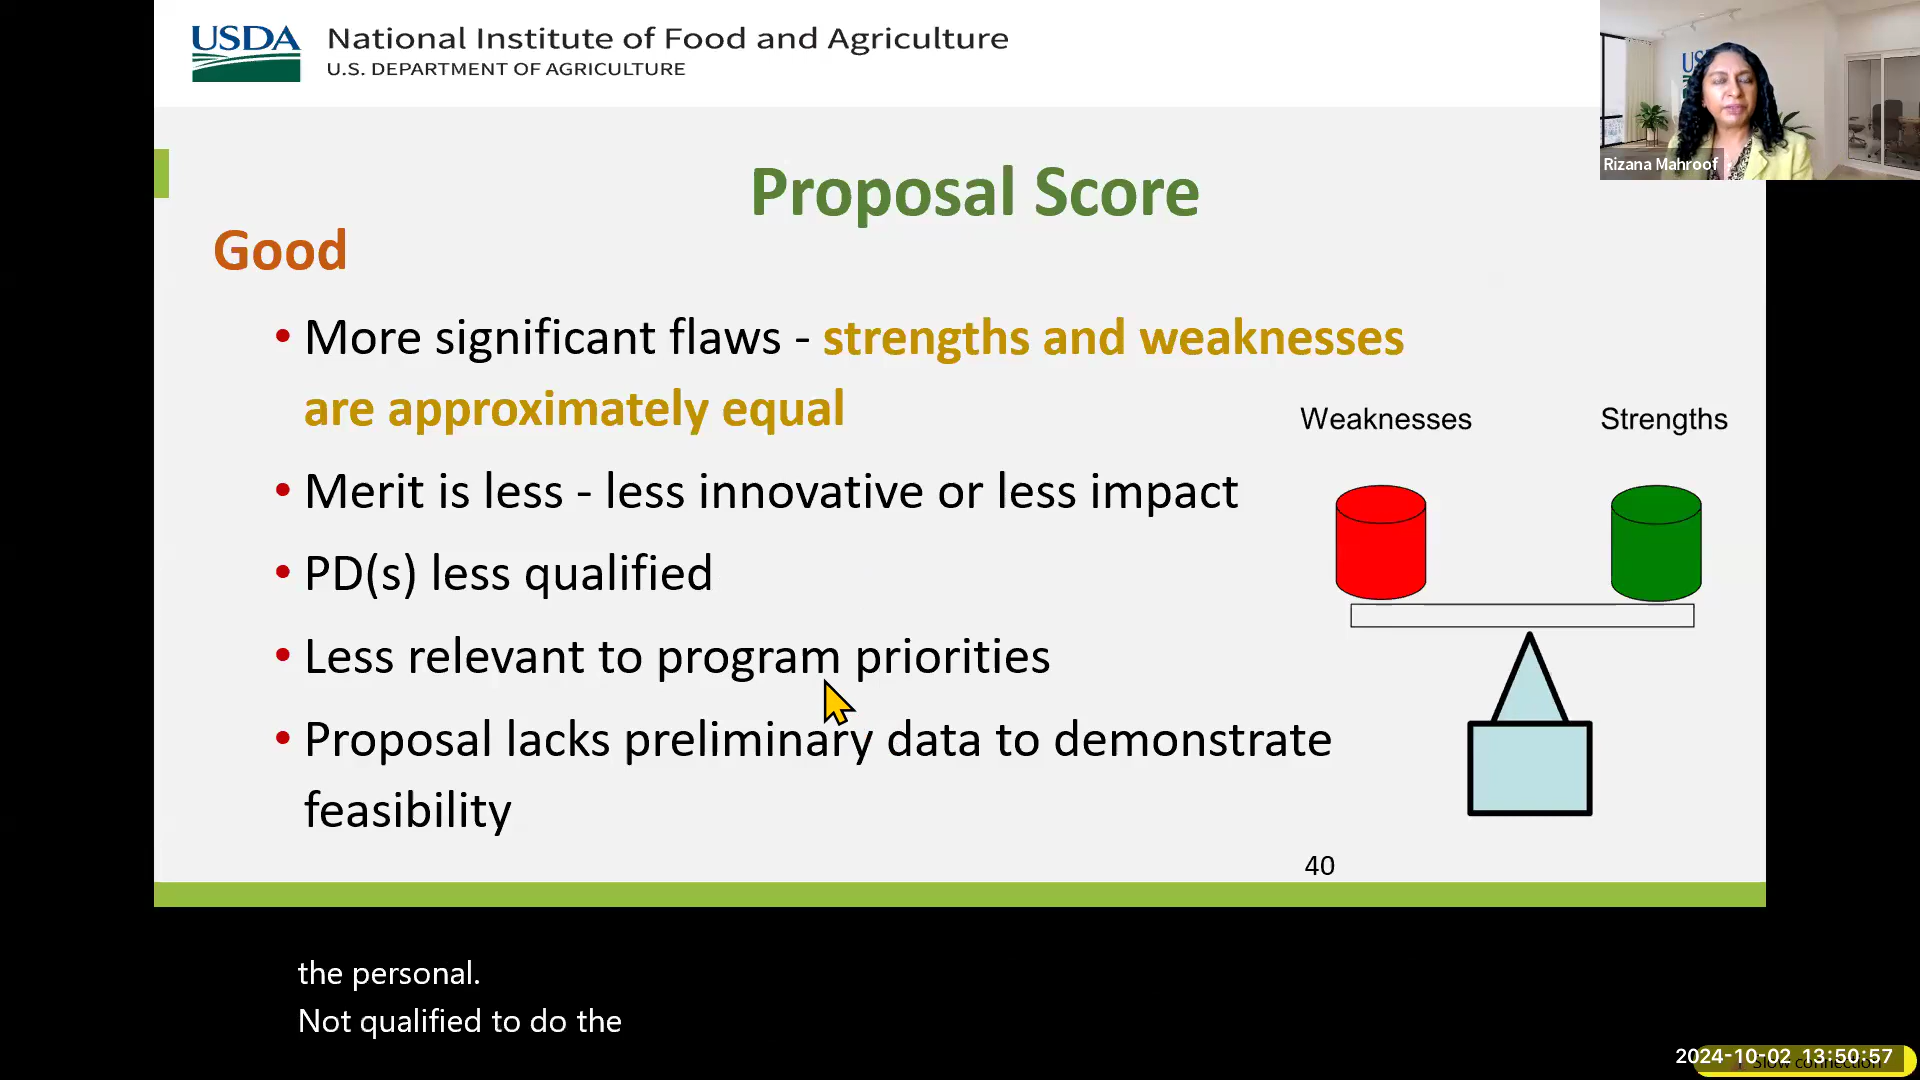 USDA
National Institute of Food and Agriculture
U.S. DEPARTMENT OF AGRICULTURE
US
Rizana Mahroof
Proposal Score
Good
• More significant flaws - strengths and weaknesses
are approximately equal
• Merit is less - less innovative or less impact
• PD(s) less qualified
• Less relevant to program priorities
• Proposal lacks preliminary data to demonstrate
feasibility
Weaknesses
Strengths
40
the personal.
Not qualified to do the
2024-10-02 13:50:57
Slow connection